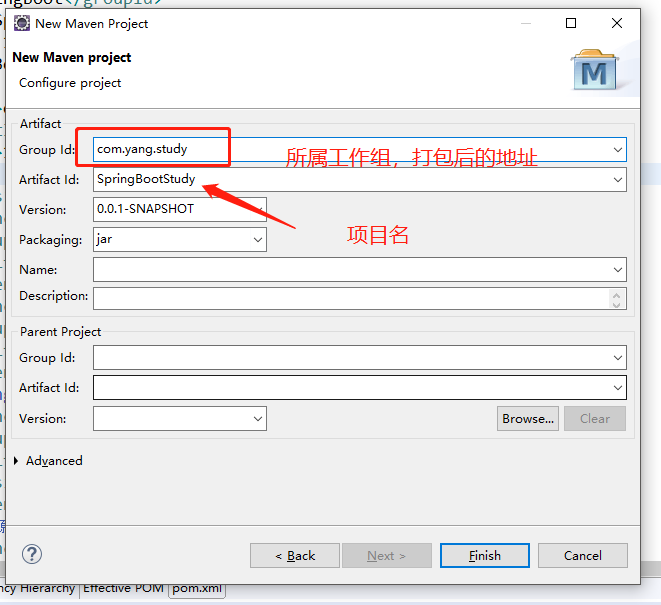 ingBoot</groupId>
New Maven Project
New Maven project
Configure project
M
Artifact
Group Id: com.yang.study
所属工作组，打包后的地址
Artifact Id: SpringBootStudy
Version: 0.0.1-SNAPSHOT
项目名
Packaging: jar
Name:
Description:
Parent Project
Group Id:
Artifact Id:
Version:
Browse...
Clear
Advanced
?
< Back
Next >
Finish
Cancel
ncy Hierarchy
Effective POM
pom.xml